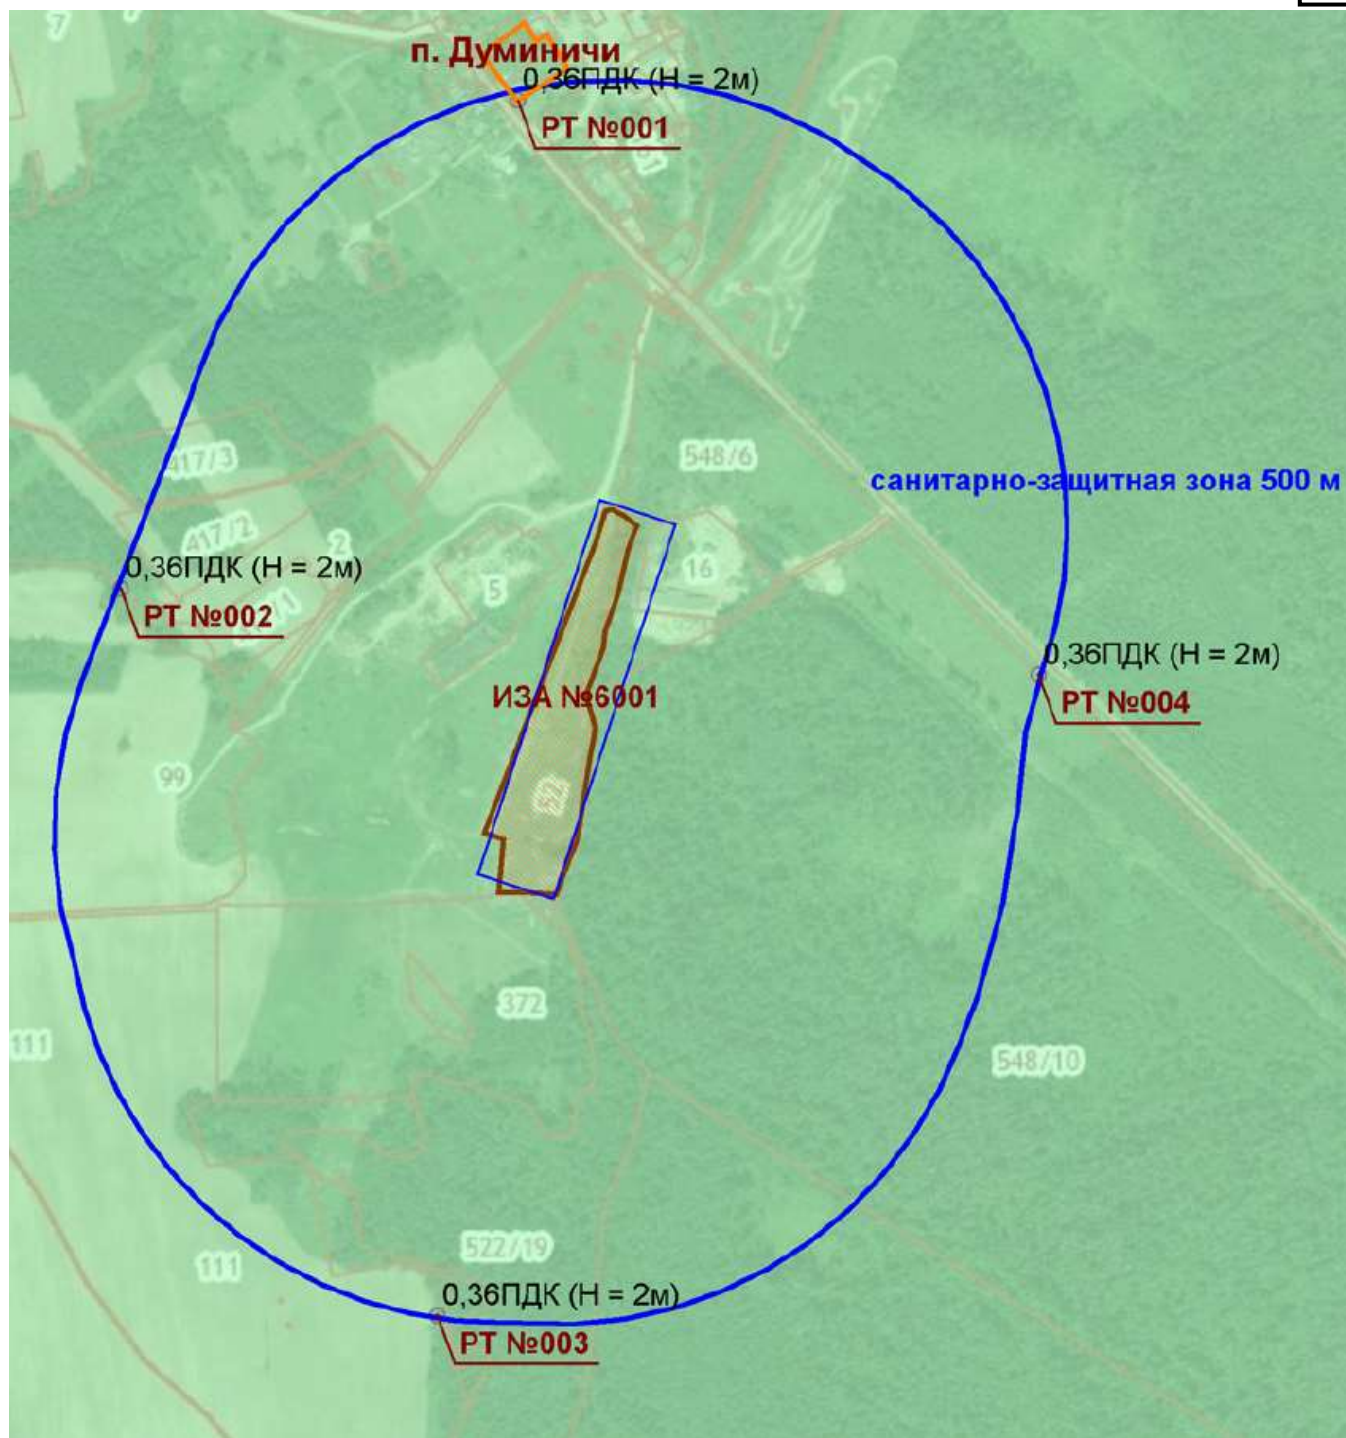 7
п. Думиничи
0,36ПДК (Н = 2м)
РТ №001
548/6
417/3
санитарно-защитная зона 500 м
417/2
2
0,36ПДК (Н = 2м)
16
5
РТ №002
0,36ПДК (Н = 2м)
ИЗА №6001
РТ №004
99
372
111
548/10
522/19
111
0,36ПДК (Н = 2м)
РТ №003